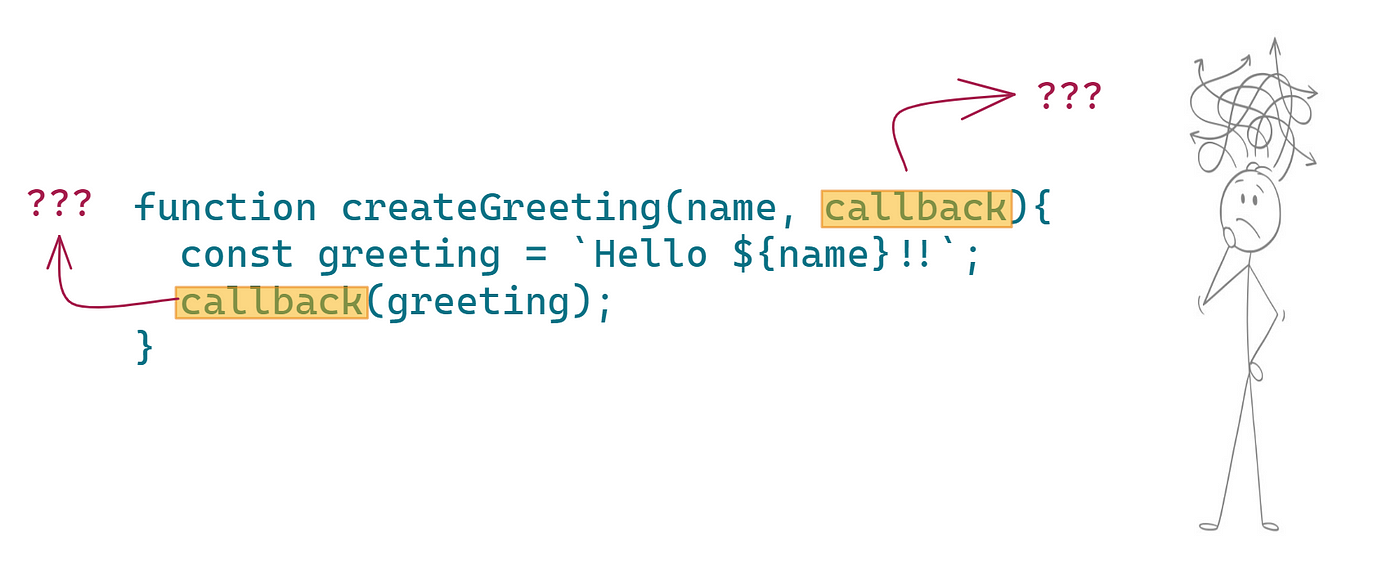 ???
??? function createGreeting(name, callback){
const greeting = `Hello ${name}!!`;
callback(greeting);
}